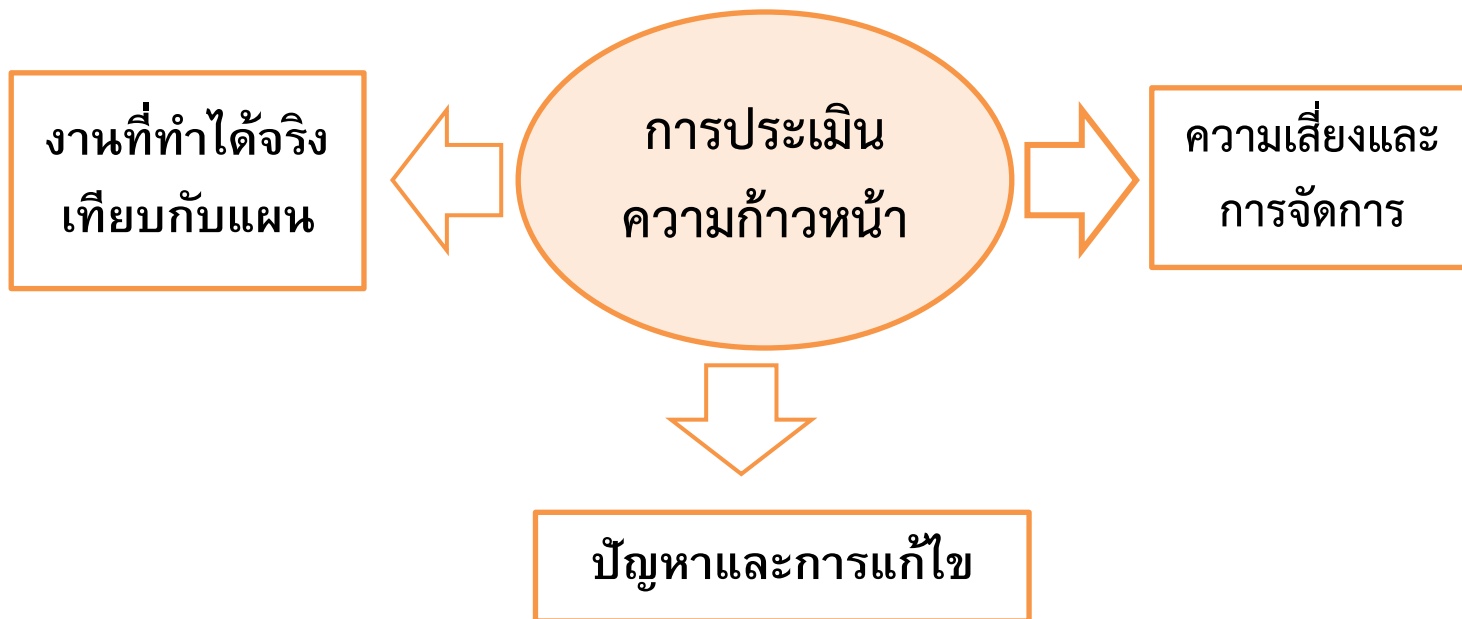 งานที่ทำได้จริง
เทียบกับแผน
การประเมิน
ความก้าวหน้า
ความเสี่ยงและ
การจัดการ
ปัญหาและการแก้ไข